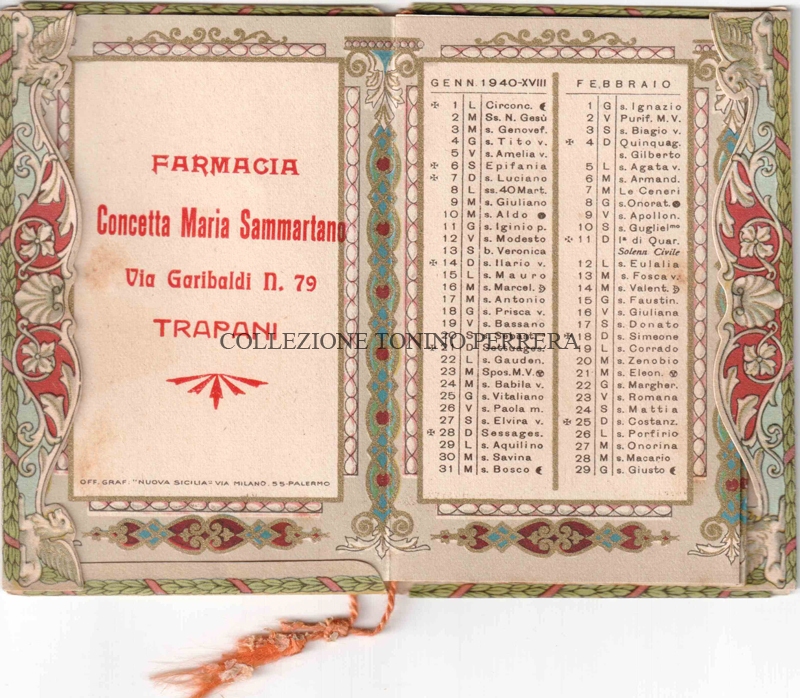 FARMACIA
Concetta Maria Sammartano
Via Garibaldi N. 79
TRAPANI
OFF. GRAF. "NUOVA SICILIA" VIA MILANO. 55-PALERMO
GENN. 1940-XVIII
✠ 1 L Circonc.
2 M Ss. N. Gesù
3 M s. Genovef.
4 G s. Tito v.
5 V s. Amelia v.
✠ 6 S Epifania
✠ 7 D s. Luciano
8 L ss. 40 Mart.
9 M s. Giuliano
10 M s. Aldo
11 G s. Iginio p.
12 V s. Modesto
13 S b. Veronica
✠ 14 D s. Ilario v.
15 L s. Mauro
16 M s. Marcel.
17 M s. Antonio
18 G s. Prisca v.
19 V s. Bassano
20 S s. Sebast.
21 D Settuages.
22 L s. Gauden.
23 M Spos. M. V.
24 M s. Babila v.
25 G s. Vitaliano
26 V s. Paola m.
27 S s. Elvira v.
✠ 28 D Sessages.
29 L s. Aquilino
30 M s. Savina
31 M s. Bosco
FEBBRAIO
1 G s. Ignazio
2 V Purif. M. V.
3 S s. Biagio v.
✠ 4 D Quinquag.
s. Gilberto
5 L s. Agata v.
6 M s. Armand.
7 M Le Ceneri
8 G s. Onorat.
9 V s. Apollon.
10 S s. Gugliel.mo
✠ 11 D Iª di Quar.
Solenn Civile
12 L s. Eulalia
13 M s. Fosca v.
14 M s. Valent.
15 G s. Faustin.
16 V s. Giuliana
17 S s. Donato
✠ 18 D s. Simeone
19 L s. Corrado
20 M s. Zenobio
21 M s. Eleon.
22 G s. Margher.
23 V s. Romana
24 S s. Mattia
✠ 25 D s. Costanz.
26 L s. Porfirio
27 M s. Onorina
28 M s. Macario
29 G s. Giusto
COLLEZIONE TONINO PERRERA